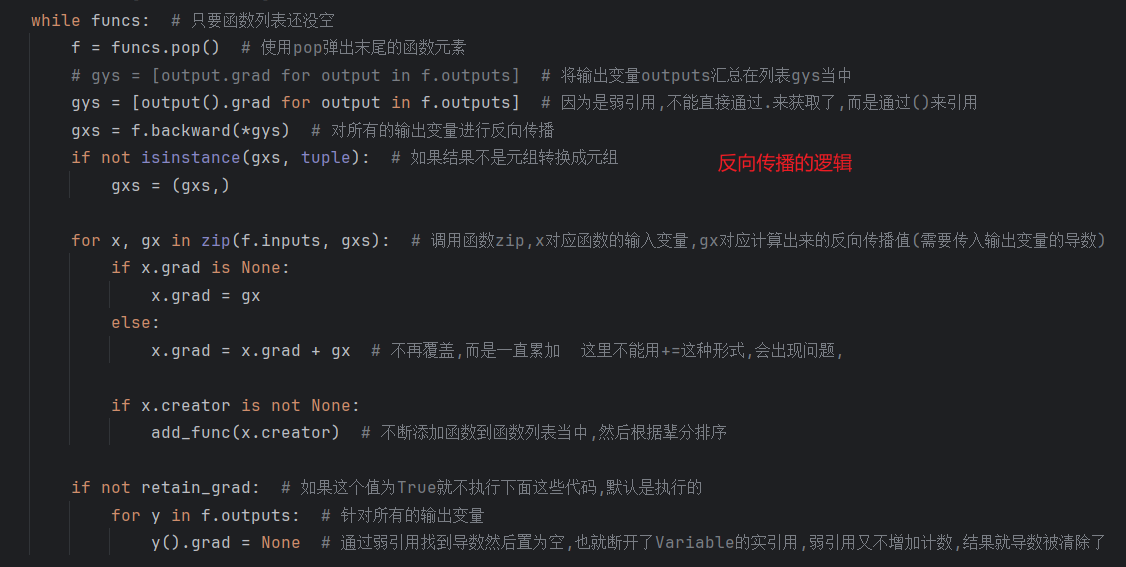 while funcs:  # 只要函数列表还没空
    f = funcs.pop()  # 使用pop弹出末尾的函数元素
    # gys = [output.grad for output in f.outputs]  # 将输出变量outputs汇总在列表gys当中
    gys = [output().grad for output in f.outputs]  # 因为是弱引用,不能直接通过.来获取了,而是通过()来引用
    gxs = f.backward(*gys)  # 对所有的输出变量进行反向传播
    if not isinstance(gxs, tuple):  # 如果结果不是元组转换成元组
反向传播的逻辑
        gxs = (gxs,)
    for x, gx in zip(f.inputs, gxs):  # 调用函数zip,x对应函数的输入变量,gx对应计算出来的反向传播值(需要传入输出变量的导数)
        if x.grad is None:
            x.grad = gx
        else:
            x.grad = x.grad + gx  # 不再覆盖,而是一直累加  这里不能用+=这种形式,会出现问题,
        if x.creator is not None:
            add_func(x.creator)  # 不断添加函数到函数列表当中,然后根据辈分排序
    if not retain_grad:  # 如果这个值为True就不执行下面这些代码,默认是执行的
        for y in f.outputs:  # 针对所有的输出变量
            y().grad = None  # 通过弱引用找到导数然后置为空,也就断开了Variable的实引用,弱引用又不增加计数,结果就导数被清除了